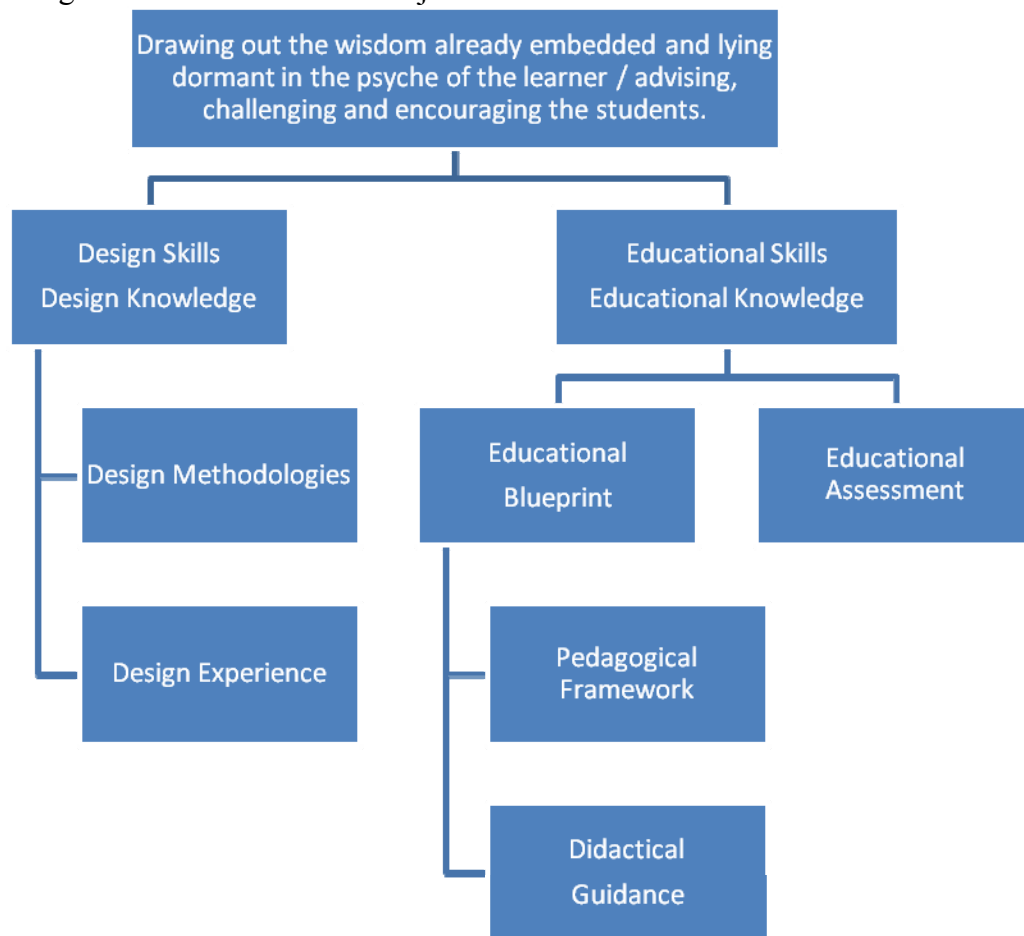 Drawing out the wisdom already embedded and lying
dormant in the psyche of the learner / advising,
challenging and encouraging the students.
Design Skills
Design Knowledge
Educational Skills
Educational Knowledge
Design Methodologies
Educational
Blueprint
Educational
Assessment
Design Experience
Pedagogical
Framework
Didactical
Guidance